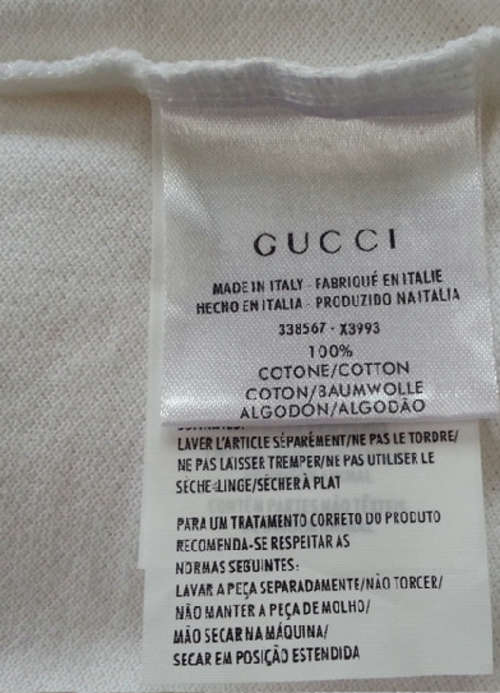 GUCCI
MADE IN ITALY - FABRIQUÉ EN ITALIE
HECHO EN ITALIA - PRODUZIDO NA ITALIA
338567 · X3993
100%
COTONE/COTTON
COTON/BAUMWOLLE
ALGODON/ALGODÃO
LAVER L'ARTICLE SÉPARÉMENT/NE PAS LE TORDRE/
NE PAS LAISSER TREMPER/NE PAS UTILISER LE
SÈCHE-LINGE/SÉCHER À PLAT
PARA UM TRATAMENTO CORRETO DO PRODUTO
RECOMENDA-SE RESPEITAR AS
NORMAS SEGUINTES:
LAVAR A PEÇA SEPARADAMENTE/NÃO TORCER/
NÃO MANTER A PEÇA DE MOLHO/
NÃO SECAR NA MÁQUINA/
SECAR EM POSIÇÃO ESTENDIDA